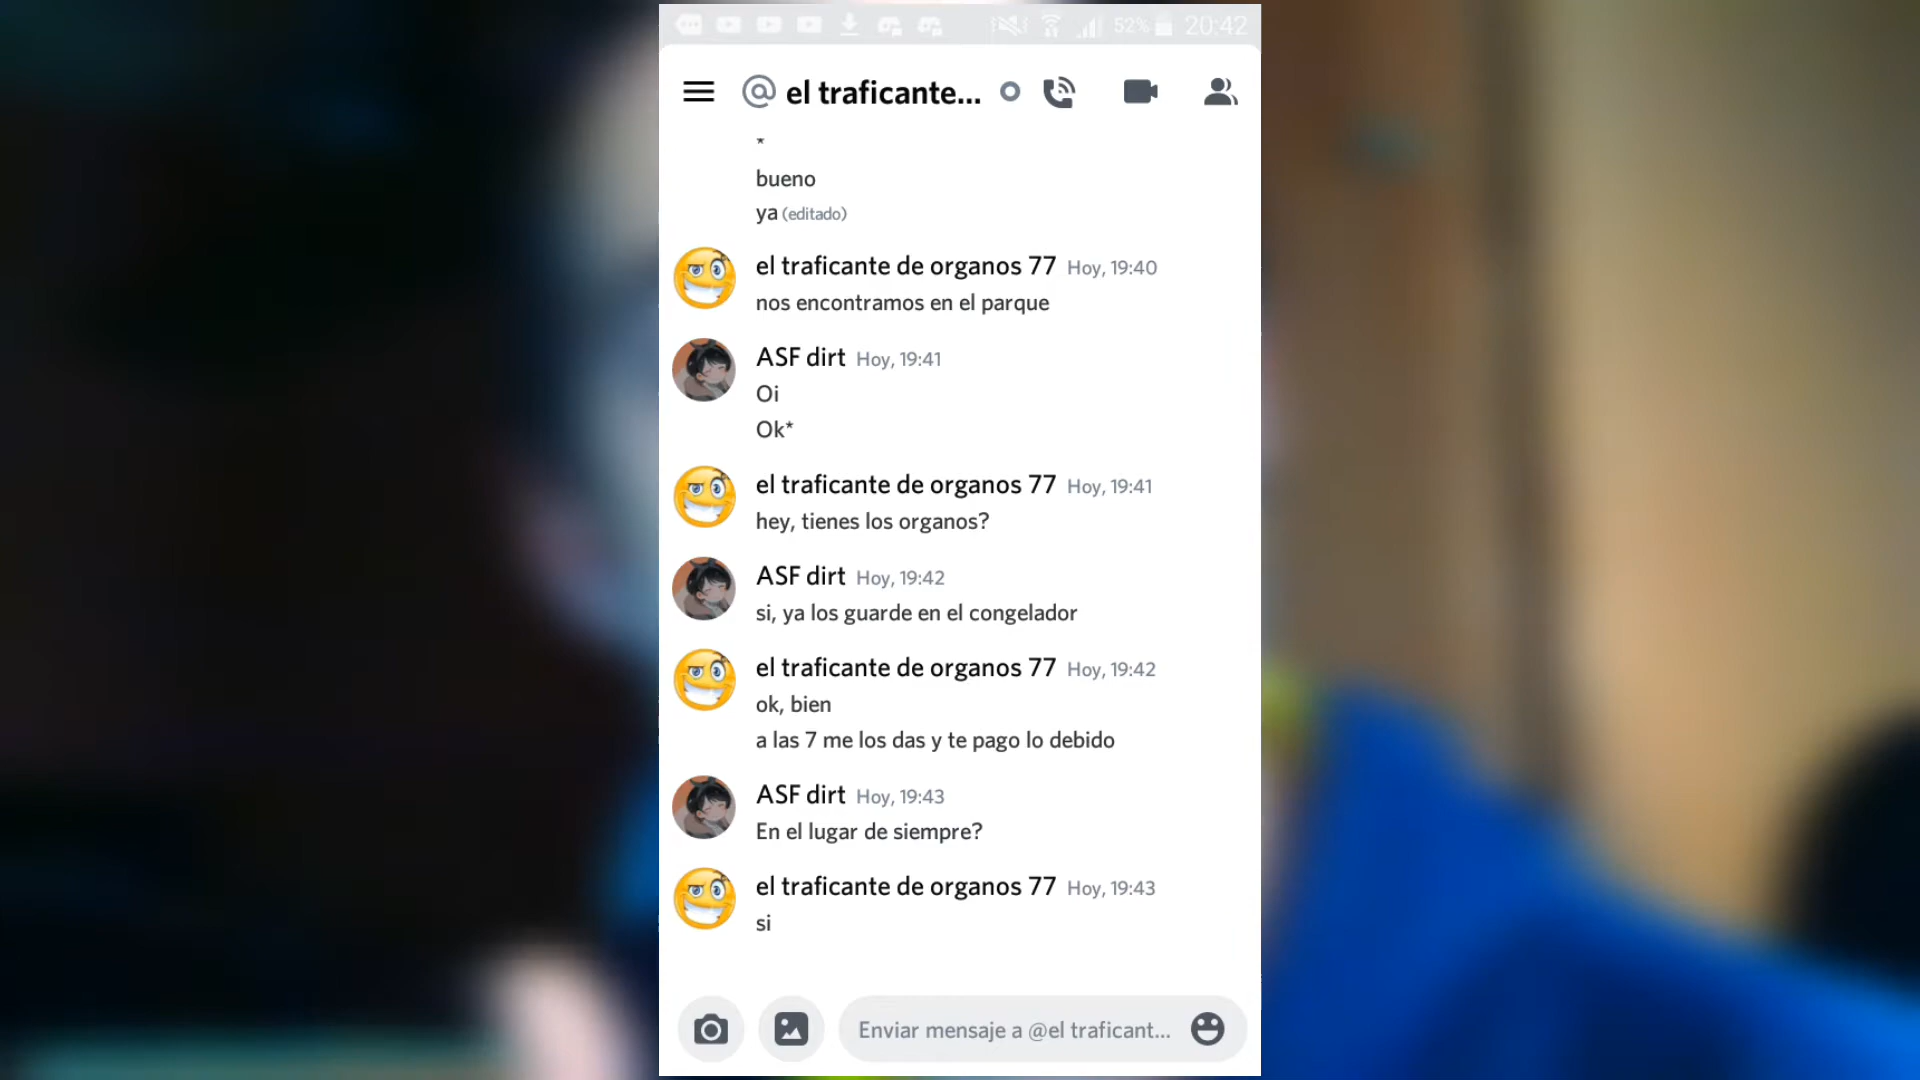 52% 20:42
@ el traficante...
*
bueno
ya (editado)
el traficante de organos 77 Hoy, 19:40
nos encontramos en el parque
ASF dirt Hoy, 19:41
Oi
Ok*
el traficante de organos 77 Hoy, 19:41
hey, tienes los organos?
ASF dirt Hoy, 19:42
si, ya los guarde en el congelador
el traficante de organos 77 Hoy, 19:42
ok, bien
a las 7 me los das y te pago lo debido
ASF dirt Hoy, 19:43
En el lugar de siempre?
el traficante de organos 77 Hoy, 19:43
si
Enviar mensaje a @el traficant...